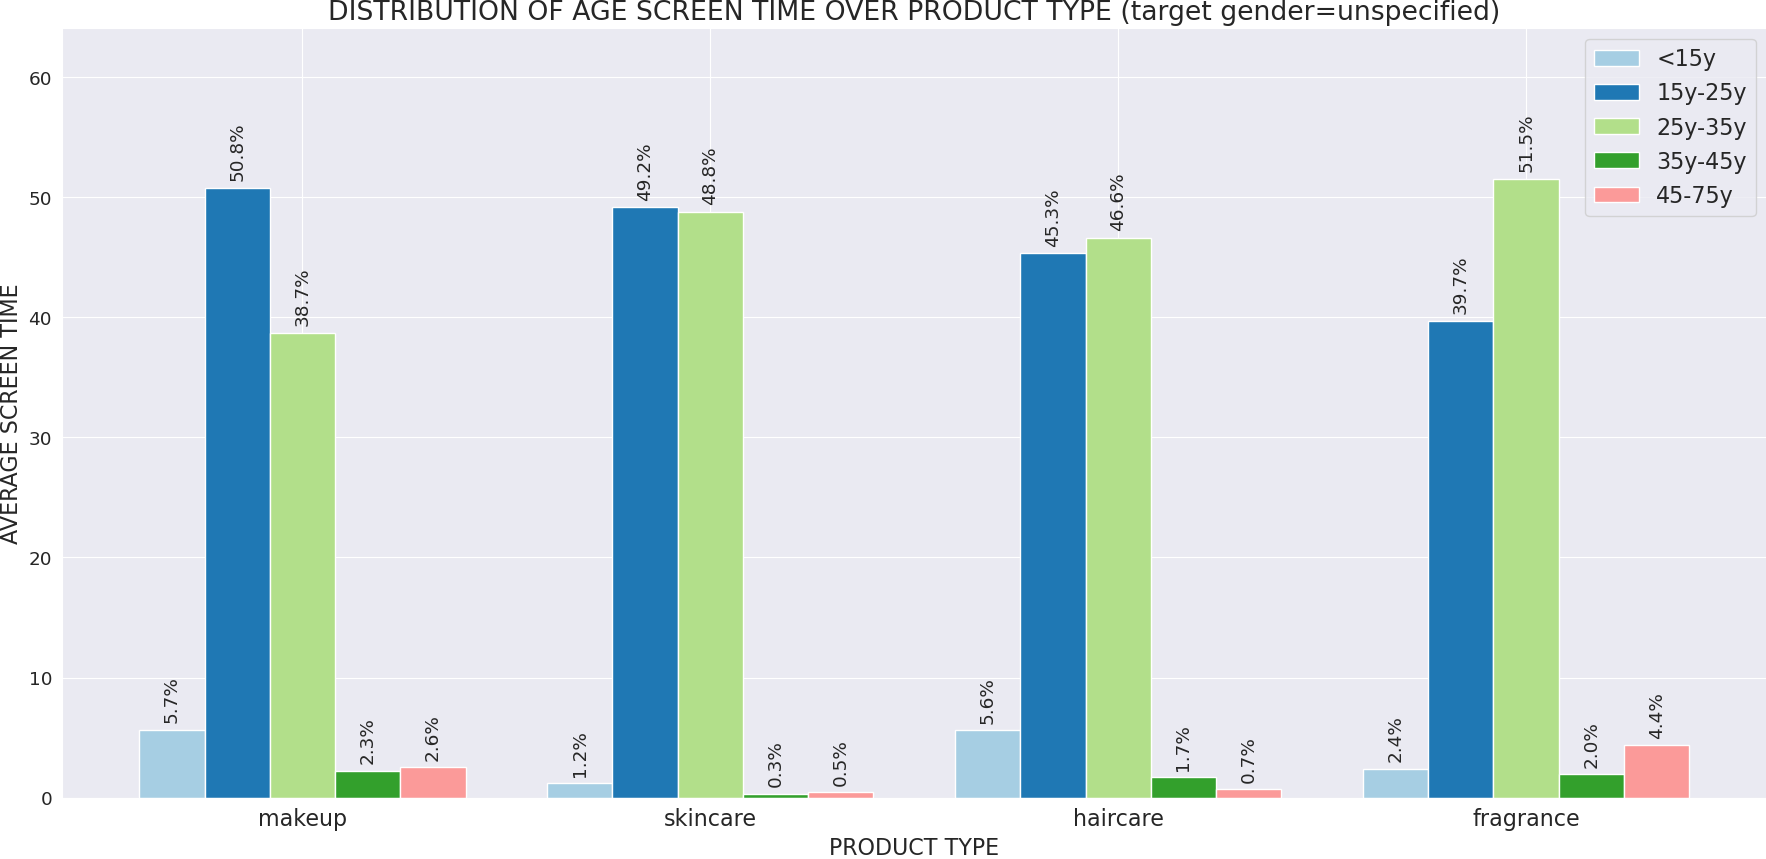 DISTRIBUTION OF AGE SCREEN TIME OVER PRODUCT TYPE (target gender=unspecified)
<15y
15y-25y
25y-35y
35y-45y
45-75y
AVERAGE SCREEN TIME
60
50
40
30
20
10
0
5.7%
50.8%
38.7%
2.3%
2.6%
1.2%
49.2%
48.8%
0.3%
0.5%
5.6%
45.3%
46.6%
1.7%
0.7%
2.4%
39.7%
51.5%
2.0%
4.4%
makeup
skincare
haircare
fragrance
PRODUCT TYPE